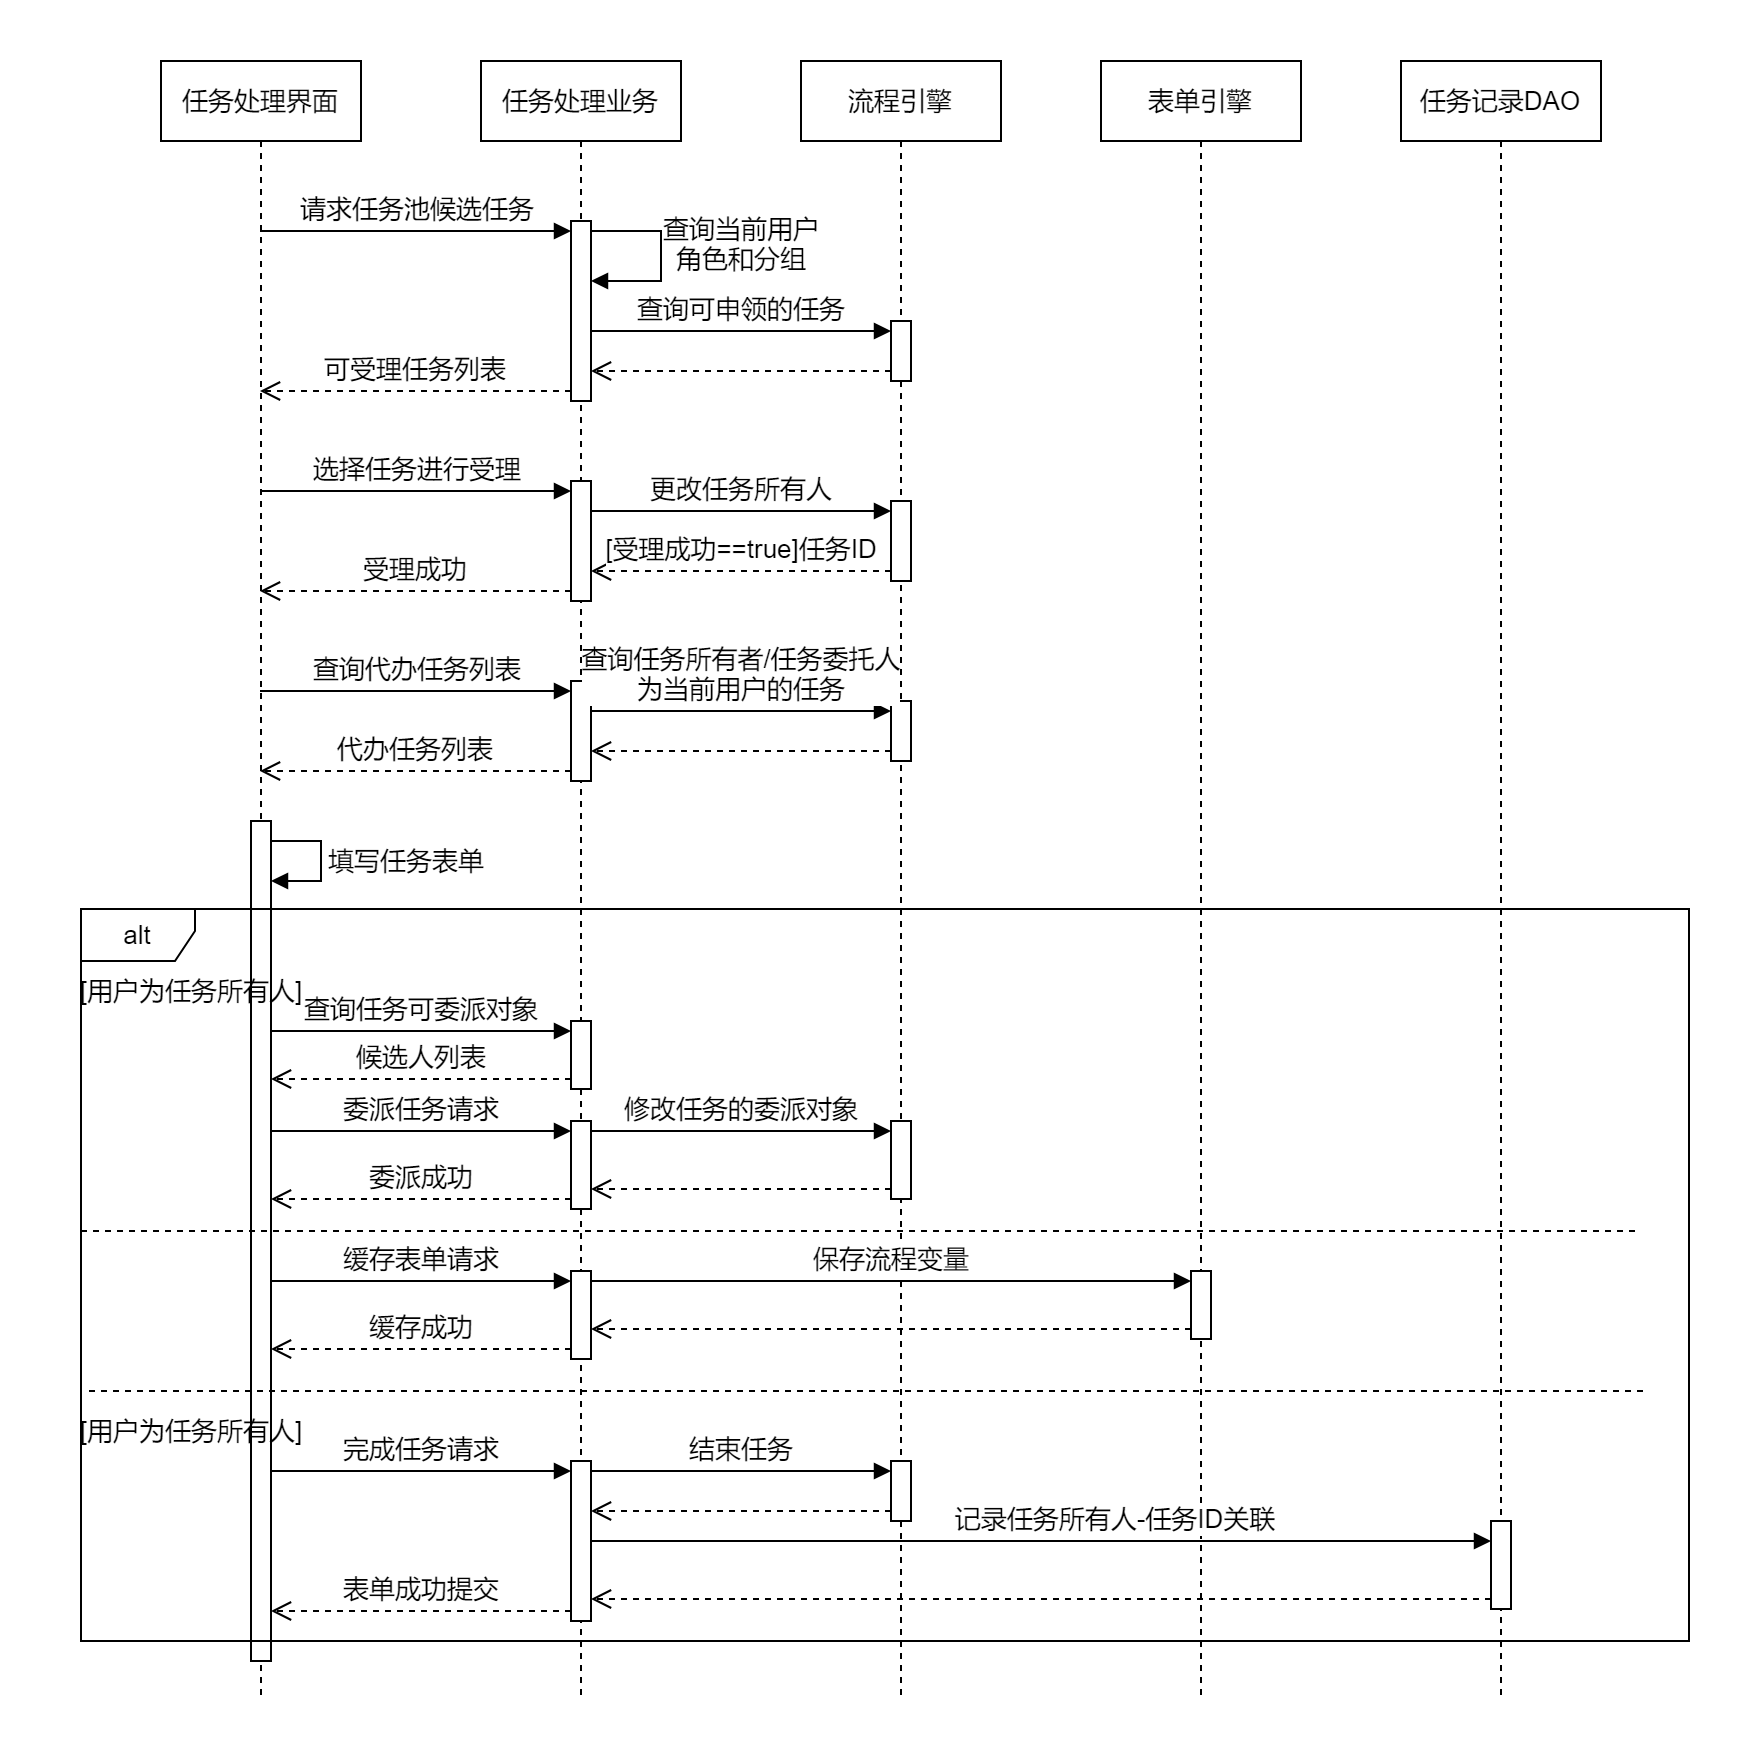 任务处理界面
任务处理业务
流程引擎
表单引擎
任务记录DAO
请求任务池候选任务
查询当前用户
角色和分组
查询可申领的任务
可受理任务列表
选择任务进行受理
更改任务所有人
[受理成功==true]任务ID
受理成功
查询任务所有者/任务委托人
为当前用户的任务
查询代办任务列表
代办任务列表
填写任务表单
alt
[用户为任务所有人]
查询任务可委派对象
候选人列表
委派任务请求
修改任务的委派对象
委派成功
缓存表单请求
保存流程变量
缓存成功
[用户为任务所有人]
完成任务请求
结束任务
记录任务所有人-任务ID关联
表单成功提交